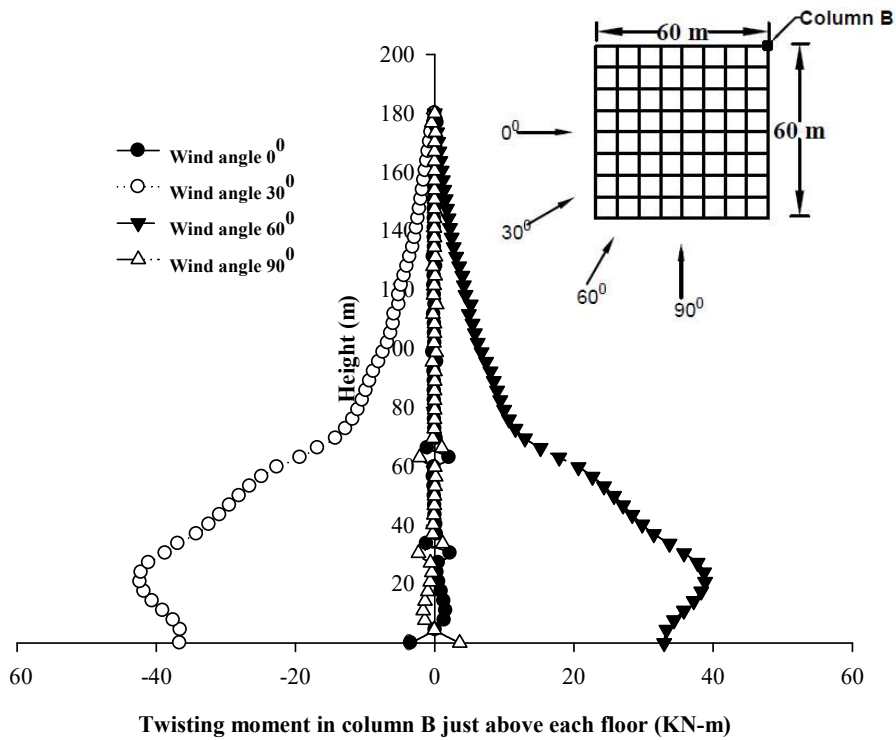 Column B
60 m
200
180
0⁰
60 m
Wind angle 0⁰
160
Wind angle 30⁰
Wind angle 60⁰
140
30⁰
Wind angle 90⁰
120
60⁰
90⁰
Height (m)
100
80
60
40
20
60
-40
-20
0
20
40
60
Twisting moment in column B just above each floor (KN-m)